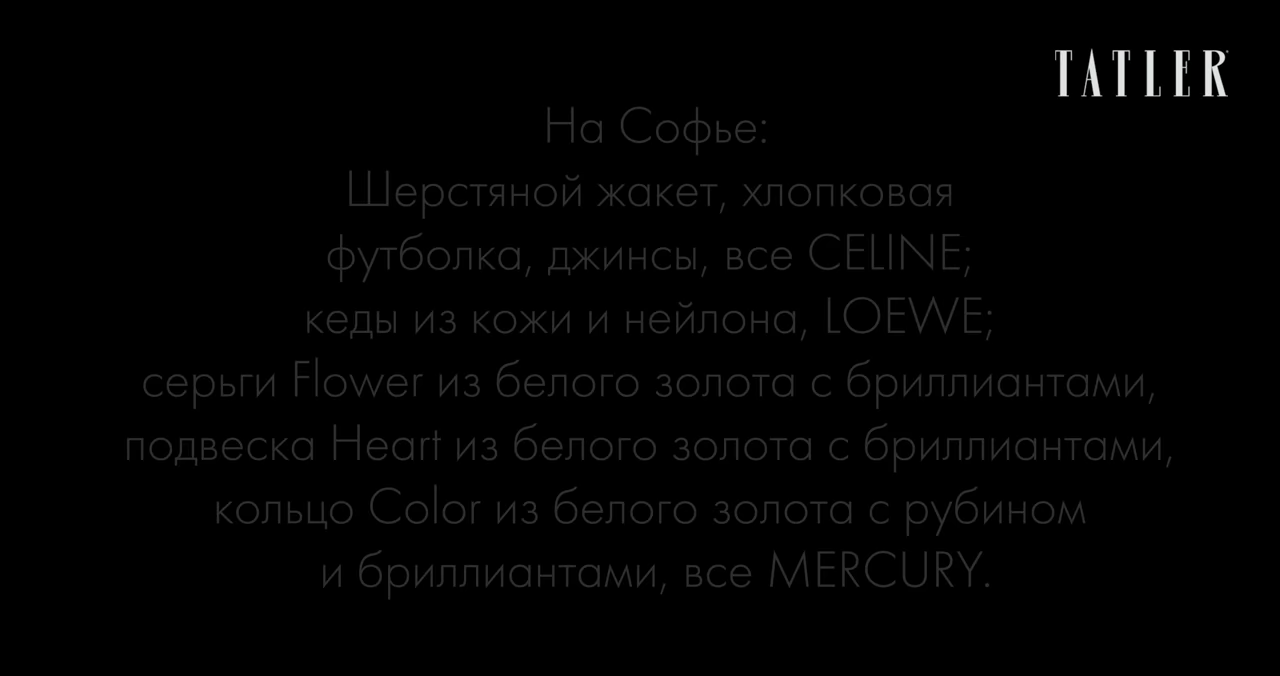 TATLER
На Софье:
Шерстяной жакет, хлопковая
футболка, джинсы, все CELINE;
кеды из кожи и нейлона, LOEWE;
серьги Flower из белого золота с бриллиантами,
подвеска Heart из белого золота с бриллиантами,
кольцо Color из белого золота с рубином
и бриллиантами, все MERCURY.